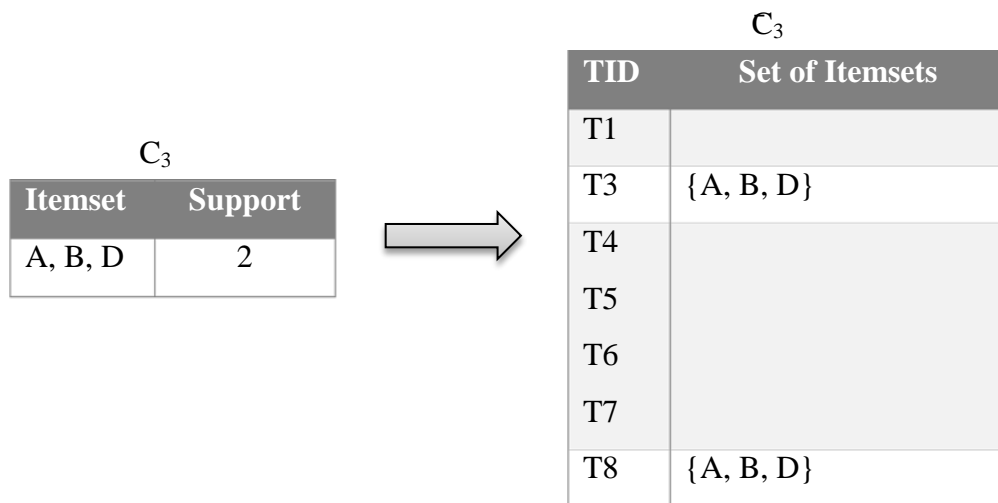 C₃
Itemset Support
A, B, D 2
C̄₃
TID Set of Itemsets
T1
T3 {A, B, D}
T4
T5
T6
T7
T8 {A, B, D}